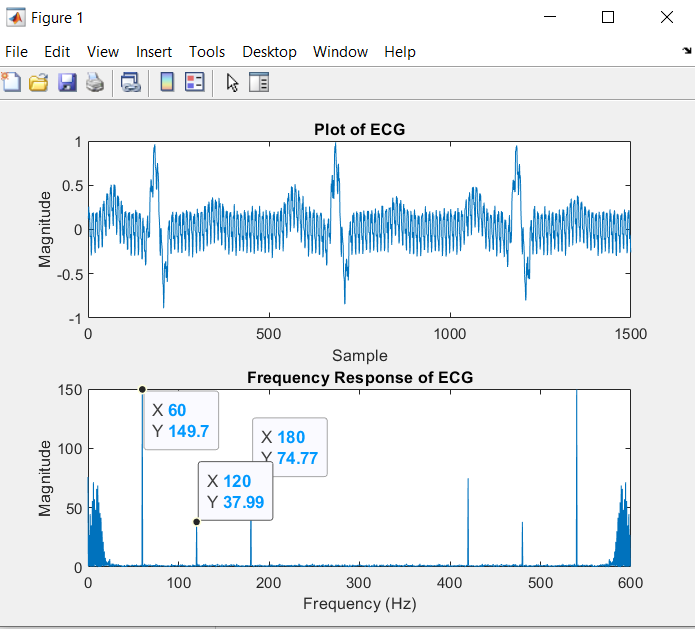 Figure 1
File Edit View Insert Tools Desktop Window Help
Plot of ECG
Magnitude
1
0.5
0
-0.5
-1
0 500 1000 1500
Sample
Frequency Response of ECG
Magnitude
150
100
50
0
X 60
Y 149.7
X 180
Y 74.77
X 120
Y 37.99
0 100 200 300 400 500 600
Frequency (Hz)